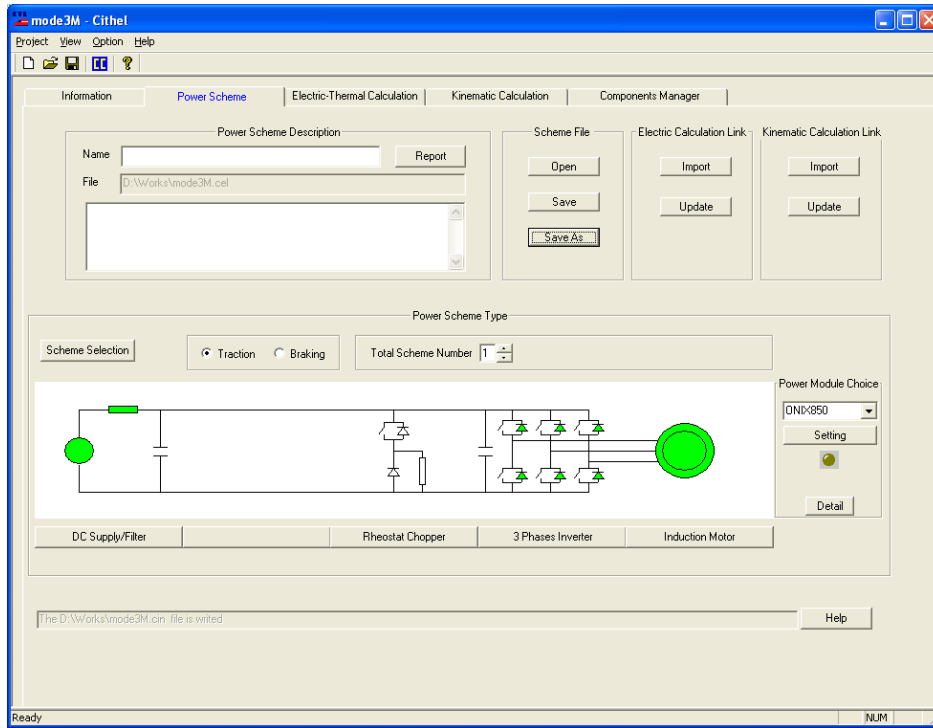 mode3M - Cithel
Project View Option Help
Information Power Scheme Electric-Thermal Calculation Kinematic Calculation Components Manager
Power Scheme Description
Name
Report
File
D:\Works\mode3M.cel
Scheme File
Open
Save
Save As
Electric Calculation Link
Import
Update
Kinematic Calculation Link
Import
Update
Power Scheme Type
Scheme Selection
Traction
Braking
Total Scheme Number 1
Power Module Choice
ONIX850
Setting
Detail
DC Supply/Filter
Rheostat Chopper
3 Phases Inverter
Induction Motor
The D:\Works\mode3M.cin file is writed
Help
Ready
NUM